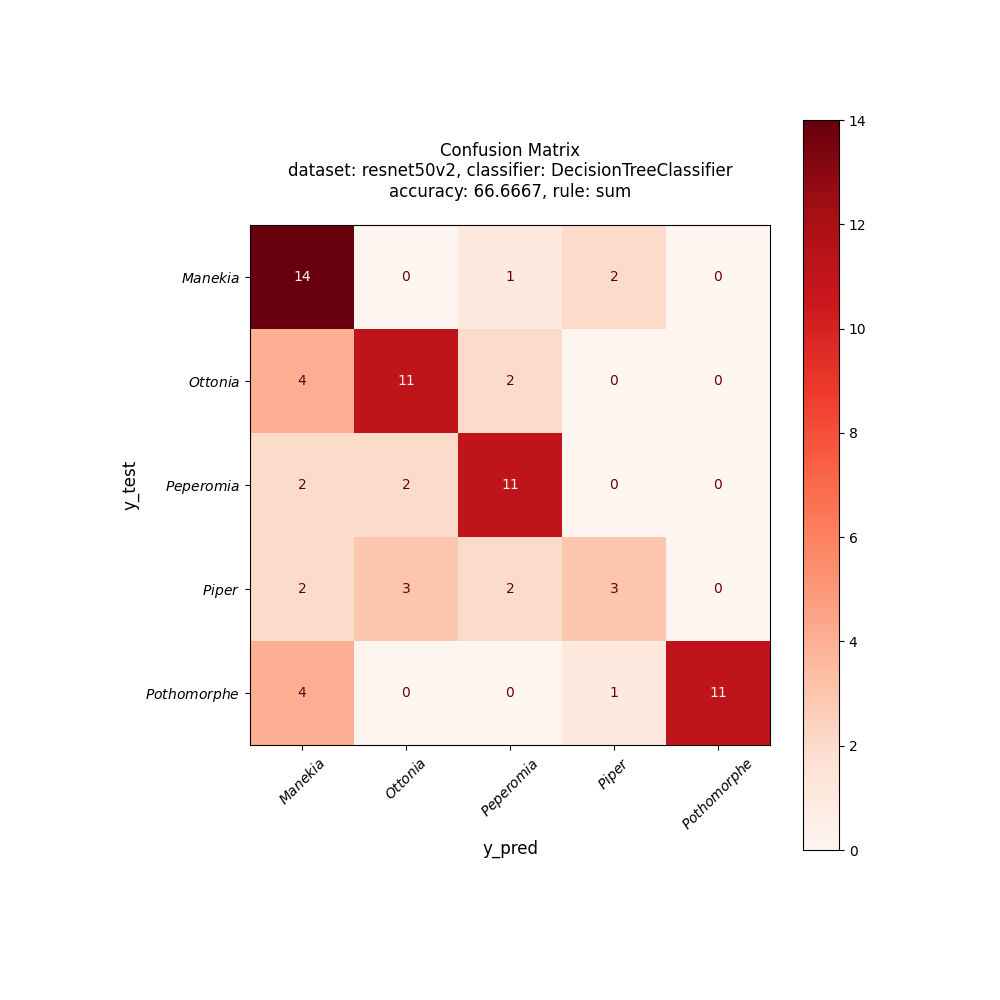 Confusion Matrix
dataset: resnet50v2, classifier: DecisionTreeClassifier
accuracy: 66.6667, rule: sum
y_test
Manekia 14 0 1 2 0
Ottonia 4 11 2 0 0
Peperomia 2 2 11 0 0
Piper 2 3 2 3 0
Pothomorphe 4 0 0 1 11
Manekia Ottonia Peperomia Piper Pothomorphe
y_pred
14
12
10
8
6
4
2
0